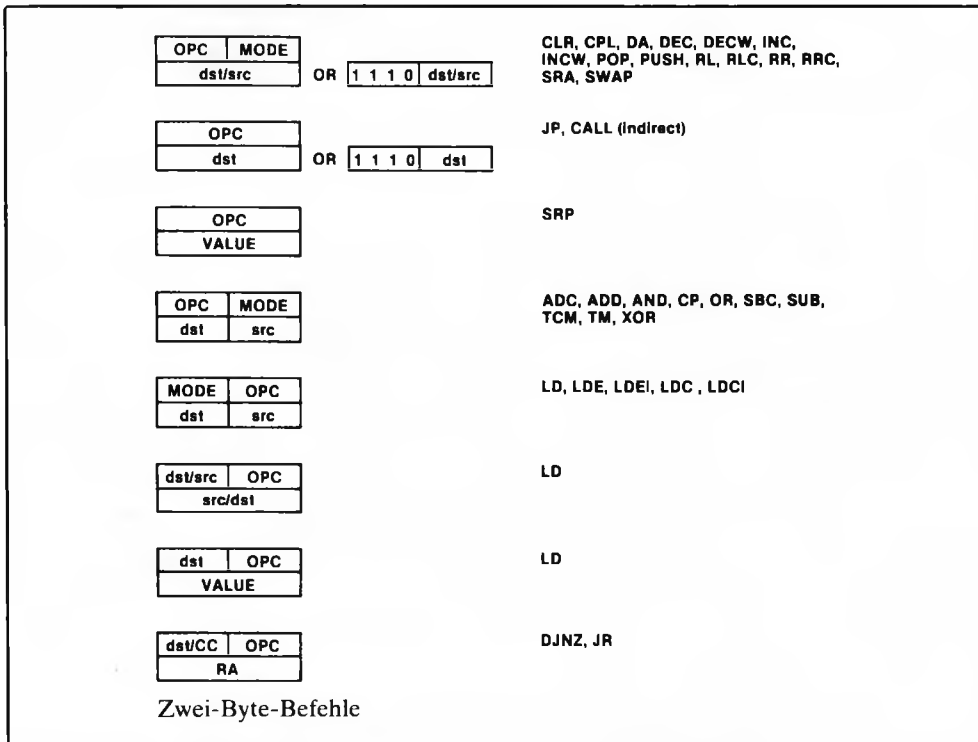 OPC MODE
dst/src OR 1 1 1 0 dst/src
CLR, CPL, DA, DEC, DECW, INC,
INCW, POP, PUSH, RL, RLC, RR, RRC,
SRA, SWAP
OPC
dst OR 1 1 1 0 dst
JP, CALL (indirect)
OPC
VALUE
SRP
OPC MODE
dst src
ADC, ADD, AND, CP, OR, SBC, SUB,
TCM, TM, XOR
MODE OPC
dst src
LD, LDE, LDEI, LDC , LDCI
dst/src OPC
src/dst
LD
dst OPC
VALUE
LD
dst/CC OPC
RA
DJNZ, JR
Zwei-Byte-Befehle